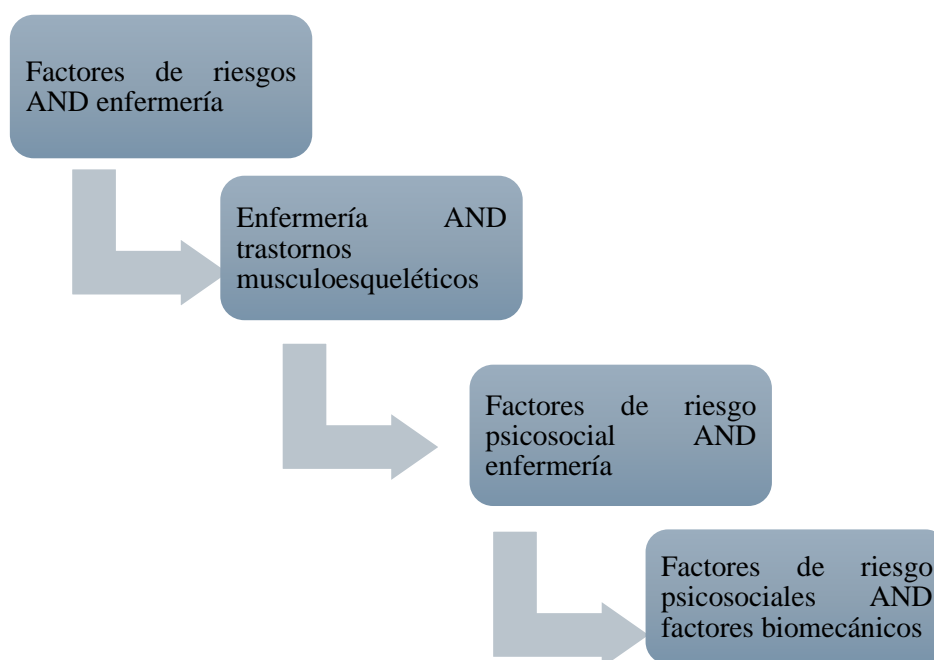 Factores de riesgos
AND enfermería
Enfermería AND
trastornos
musculoesqueléticos
Factores de riesgo
psicosocial AND
enfermería
Factores de riesgo
psicosociales AND
factores biomecánicos